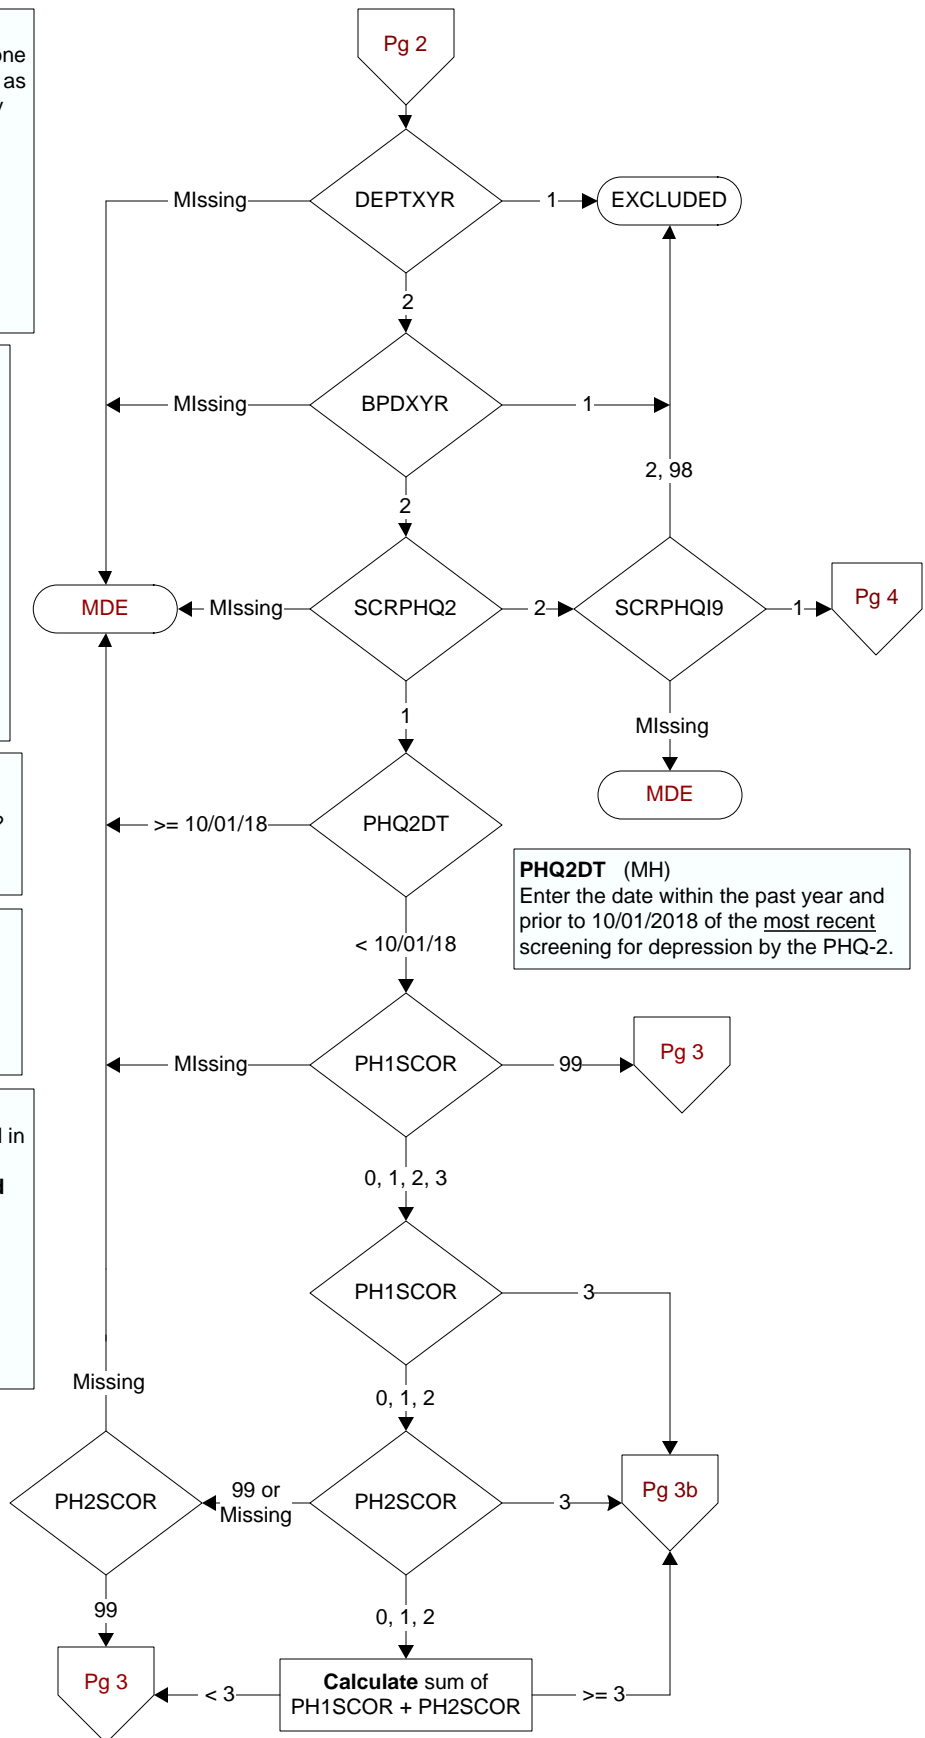 Pg 2
one
as
y
DEPTXYR
MIssing
1
EXCLUDED
2
BPDXYR
MIssing
1
2, 98
2
MDE
MIssing
SCRPHQ2
2
SCRPHQI9
1
Pg 4
1
MIssing
MDE
?
>= 10/01/18
PHQ2DT
PHQ2DT (MH)
Enter the date within the past year and
prior to 10/01/2018 of the most recent
screening for depression by the PHQ-2.
< 10/01/18
MIssing
PH1SCOR
99
Pg 3
in
0, 1, 2, 3
PH1SCOR
3
Missing
0, 1, 2
PH2SCOR
99 or
Missing
PH2SCOR
3
Pg 3b
99
0, 1, 2
Pg 3
< 3
Calculate sum of
PH1SCOR + PH2SCOR
>= 3